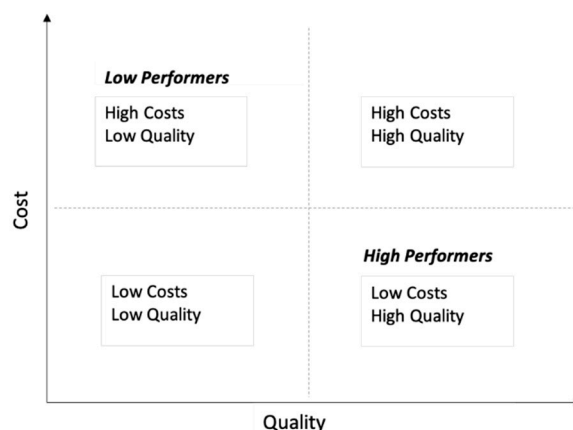 Low Performers
High Costs
Low Quality
High Costs
High Quality
Cost
High Performers
Low Costs
Low Quality
Low Costs
High Quality
Quality